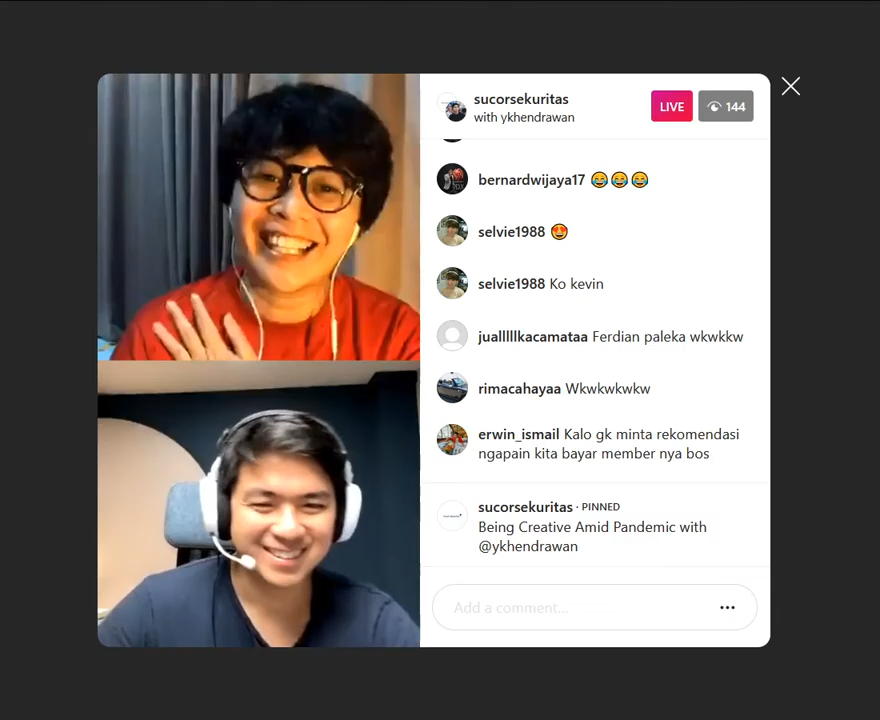 sucorsekuritas
with ykhendrawan
LIVE
144
bernardwijaya17 😂😂😂
selvie1988 😍
selvie1988 Ko kevin
jualllllkacamataa Ferdian paleka wkwkkw
rimacahayaa Wkwkwkwkw
erwin_ismail Kalo gk minta rekomendasi
ngapain kita bayar member nya bos
sucorsekuritas · PINNED
Being Creative Amid Pandemic with
@ykhendrawan
Add a comment...